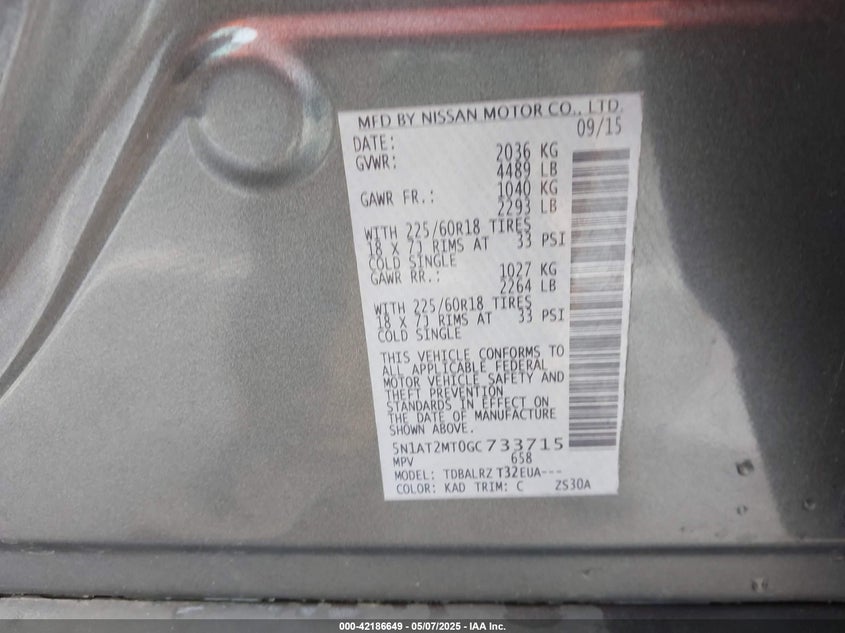 MFD BY NISSAN MOTOR CO., LTD.
DATE: 09/15
GVWR: 2036 KG
4489 LB
GAWR FR.: 1040 KG
2293 LB
WITH 225/60R18 TIRES
18 X 7J RIMS AT 33 PSI
COLD SINGLE
GAWR RR.: 1027 KG
2264 LB
WITH 225/60R18 TIRES
18 X 7J RIMS AT 33 PSI
COLD SINGLE
THIS VEHICLE CONFORMS TO
ALL APPLICABLE FEDERAL
MOTOR VEHICLE SAFETY AND
THEFT PREVENTION
STANDARDS IN EFFECT ON
THE DATE OF MANUFACTURE
SHOWN ABOVE.
5N1AT2MT0GC733715
MPV 658
MODEL: TDBALRZ T32EUA---
COLOR: KAD TRIM: C ZS30A
000-42186649 - 05/07/2025 - IAA Inc.